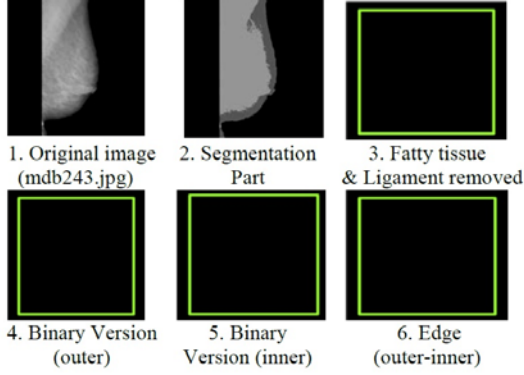 1. Original image
(mdb243.jpg)
2. Segmentation
Part
3. Fatty tissue
& Ligament removed
4. Binary Version
(outer)
5. Binary
Version (inner)
6. Edge
(outer-inner)